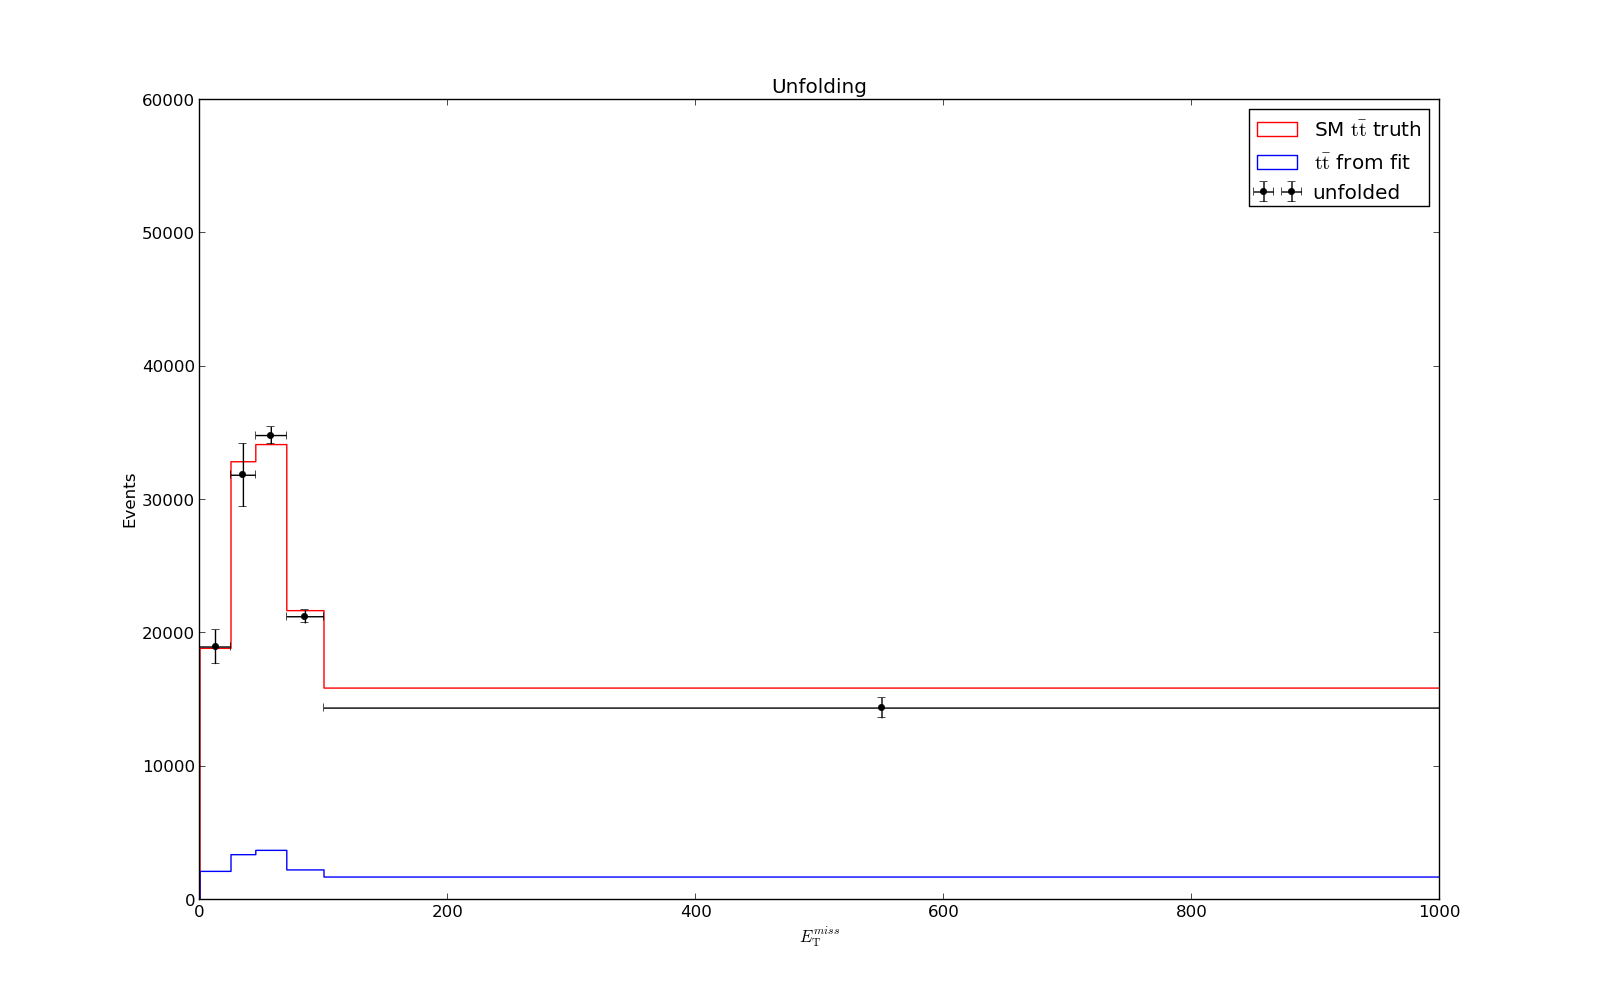 Unfolding
60000
50000
40000
30000
20000
10000
0
Events
0 200 400 600 800 1000
E_T^miss
SM tt̄ truth
tt̄ from fit
unfolded